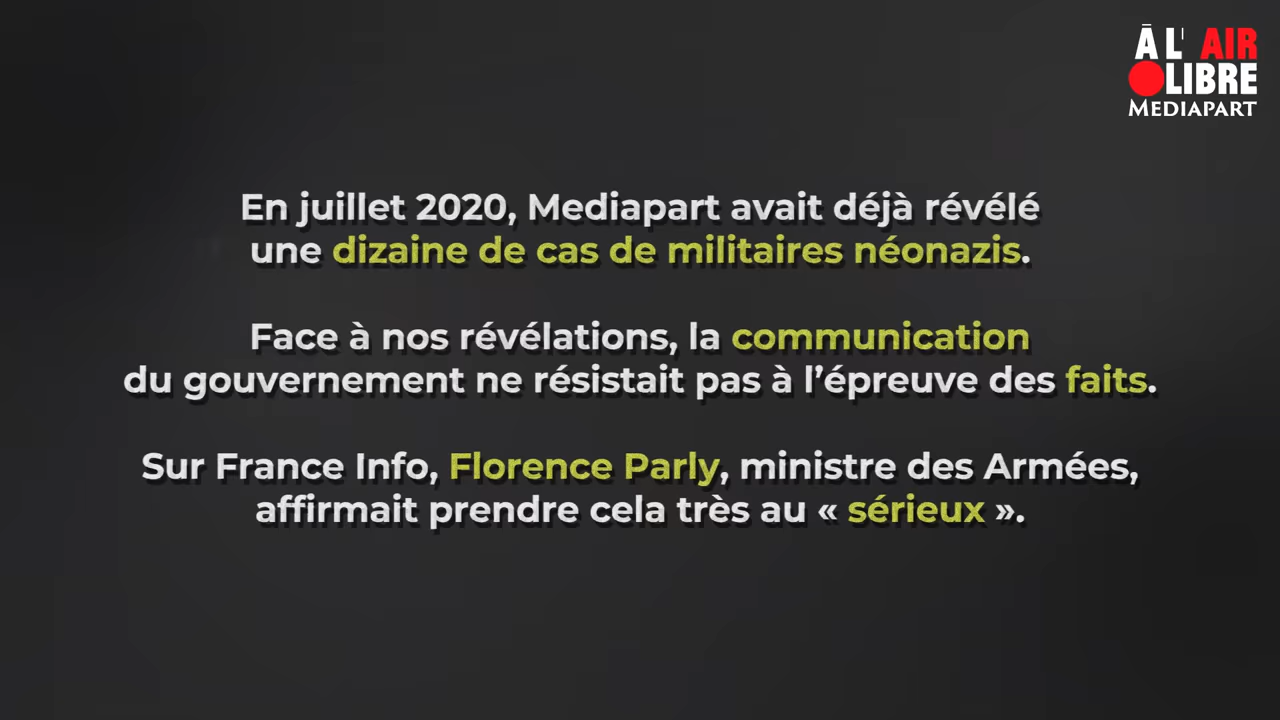 À L' AIR
LIBRE
MEDIAPART
En juillet 2020, Mediapart avait déjà révélé
une dizaine de cas de militaires néonazis.
Face à nos révélations, la communication
du gouvernement ne résistait pas à l’épreuve des faits.
Sur France Info, Florence Parly, ministre des Armées,
affirmait prendre cela très au « sérieux ».